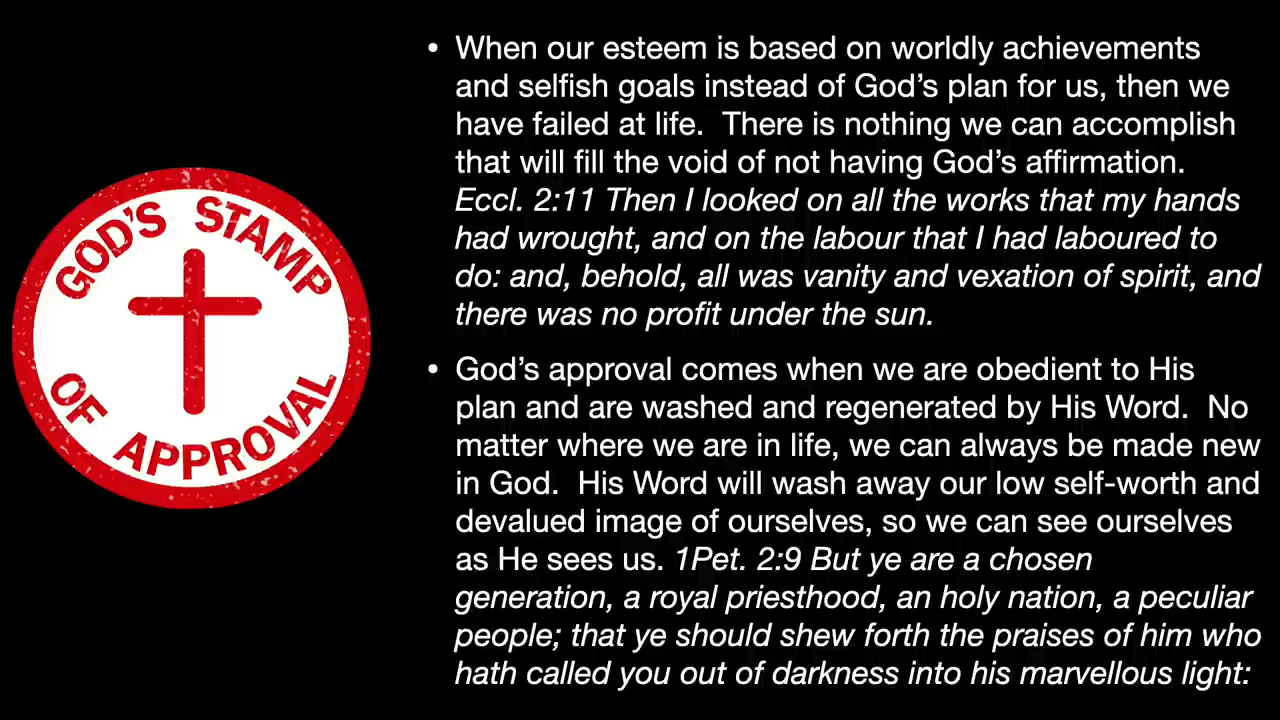 GOD'S STAMP
OF APPROVAL
• When our esteem is based on worldly achievements
and selfish goals instead of God’s plan for us, then we
have failed at life.  There is nothing we can accomplish
that will fill the void of not having God’s affirmation.
Eccl. 2:11 Then I looked on all the works that my hands
had wrought, and on the labour that I had laboured to
do: and, behold, all was vanity and vexation of spirit, and
there was no profit under the sun.
• God’s approval comes when we are obedient to His
plan and are washed and regenerated by His Word.  No
matter where we are in life, we can always be made new
in God.  His Word will wash away our low self-worth and
devalued image of ourselves, so we can see ourselves
as He sees us. 1Pet. 2:9 But ye are a chosen
generation, a royal priesthood, an holy nation, a peculiar
people; that ye should shew forth the praises of him who
hath called you out of darkness into his marvellous light: